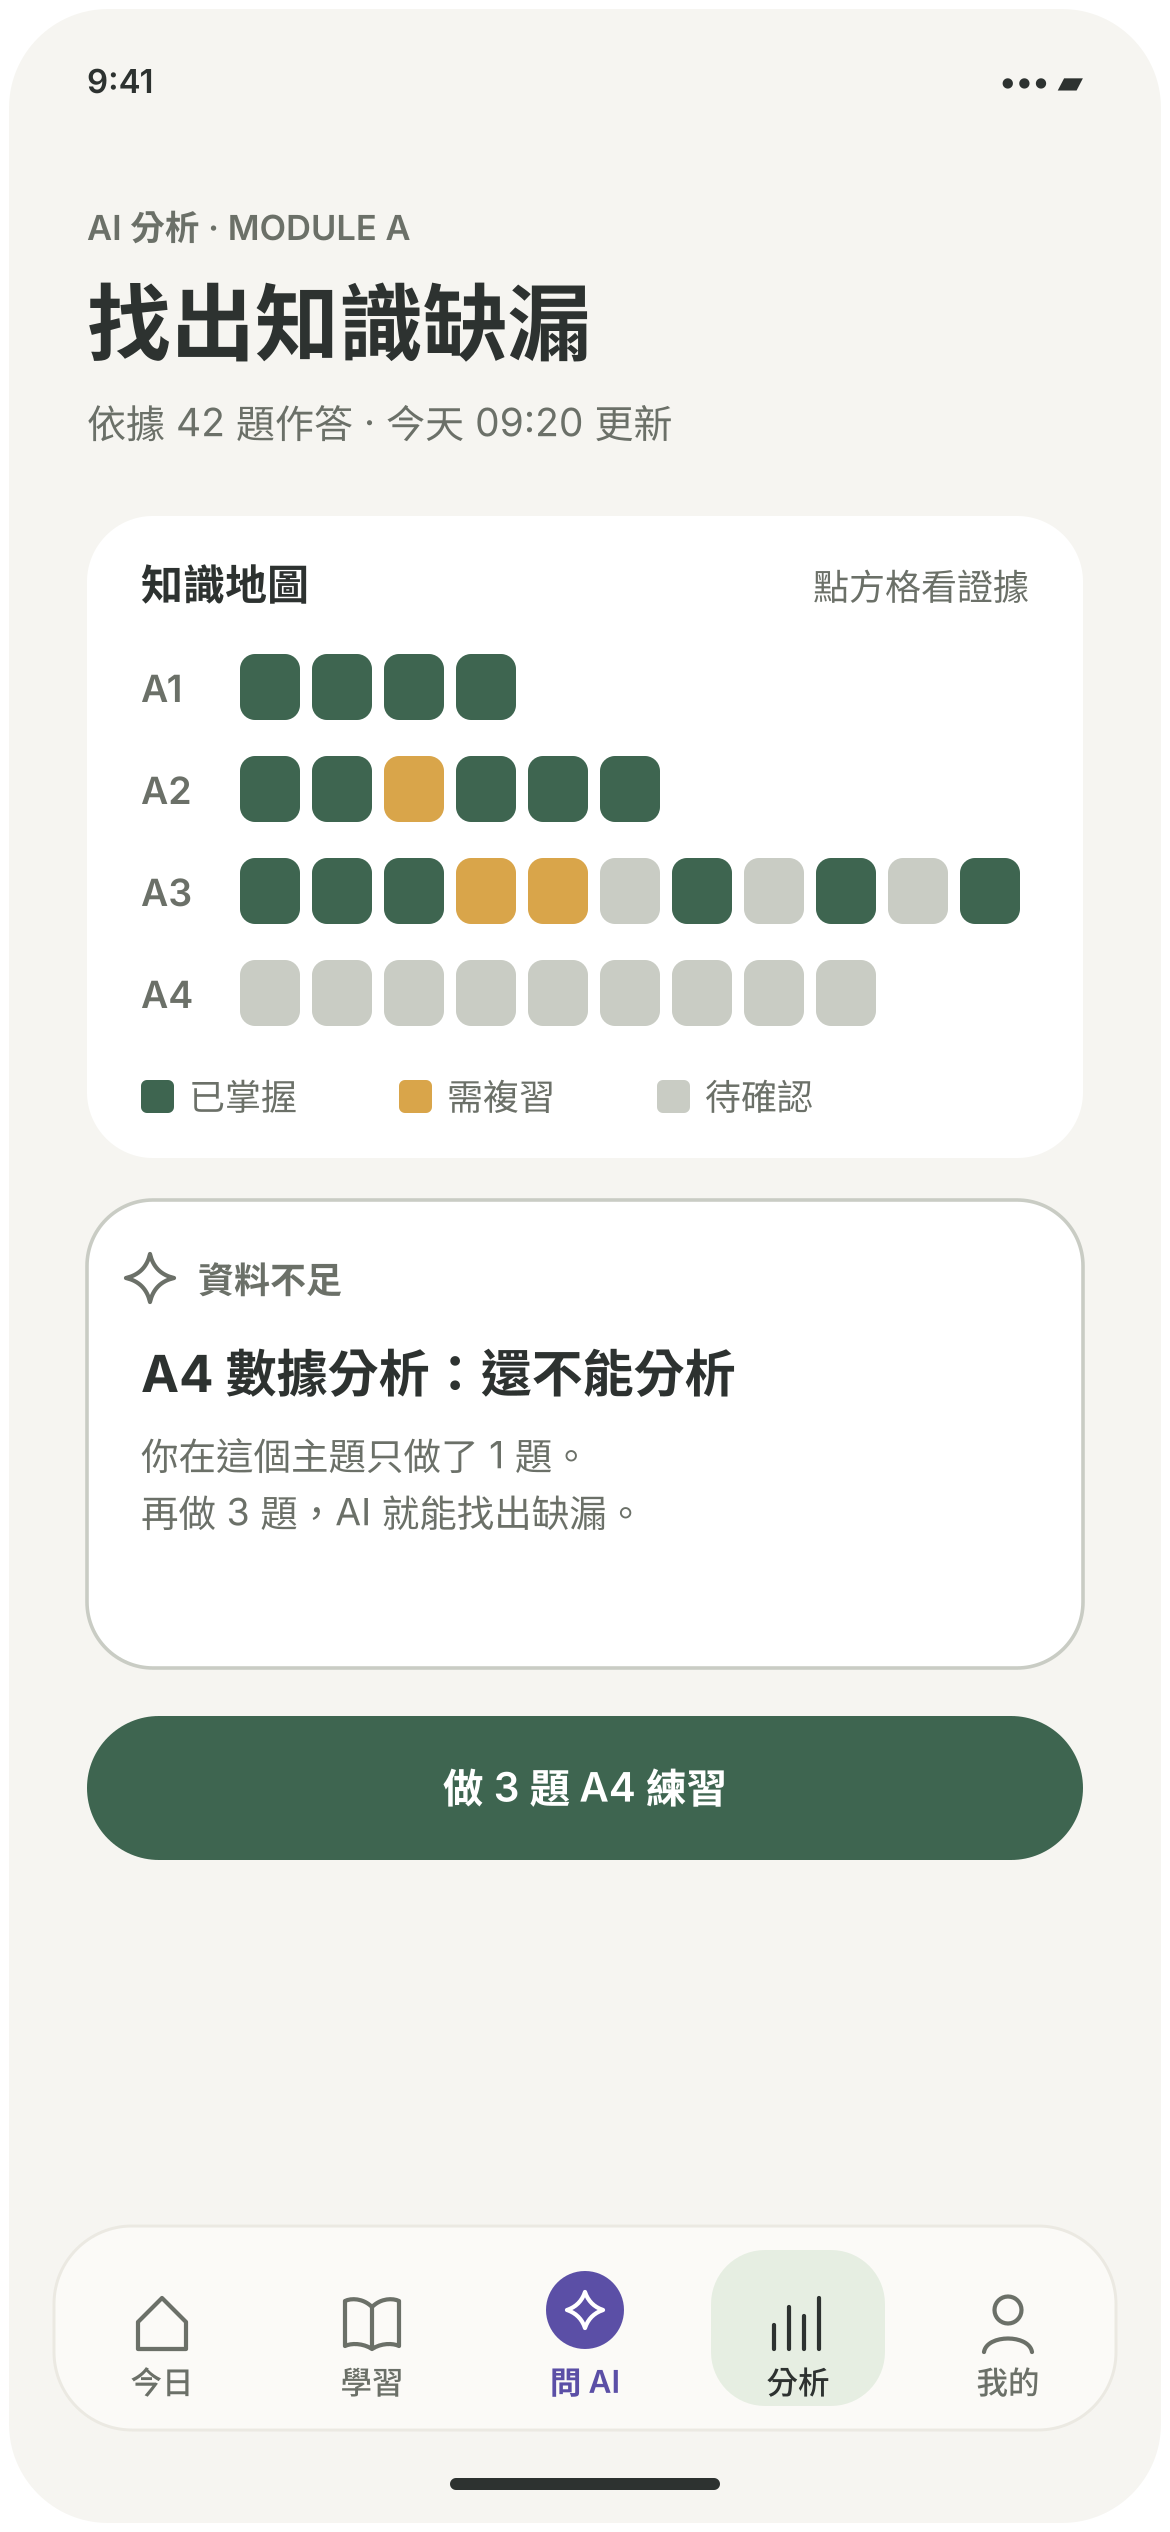 9:41
AI 分析 · MODULE A
找出知識缺漏
依據 42 題作答 · 今天 09:20 更新
知識地圖
點方格看證據
A1
A2
A3
A4
已掌握
需複習
待確認
資料不足
A4 數據分析：還不能分析
你在這個主題只做了 1 題。
再做 3 題，AI 就能找出缺漏。
做 3 題 A4 練習
今日
學習
問 AI
分析
我的